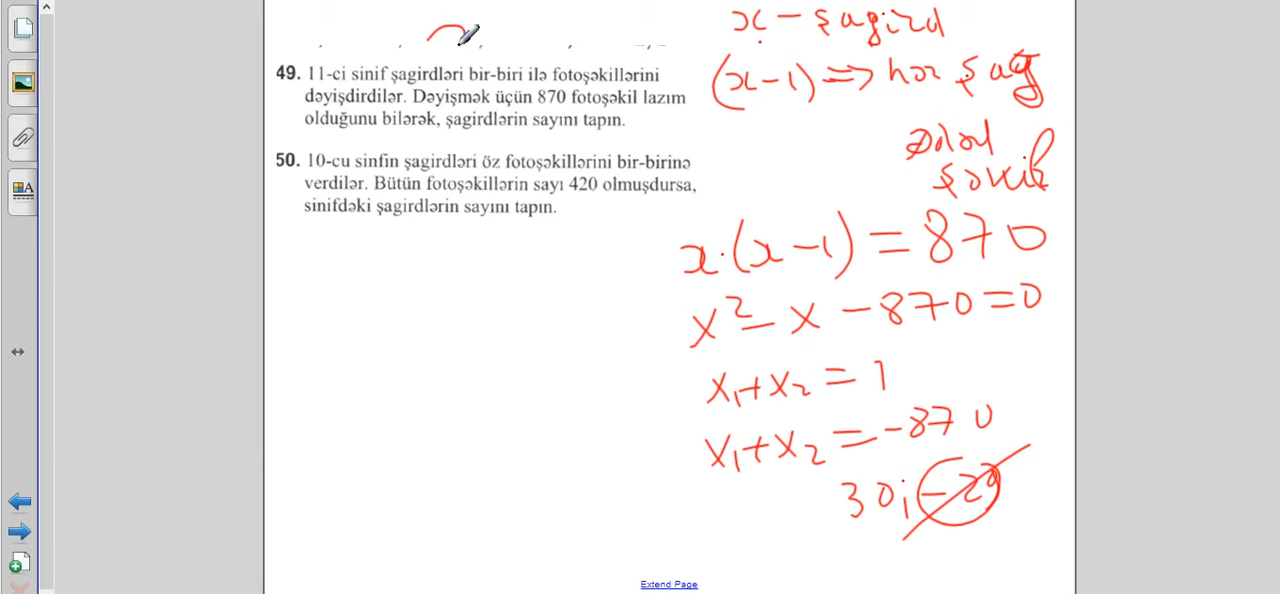 49. 11-ci sinif şagirdləri bir-biri ilə fotoşəkillərini
dəyişdirdilər. Dəyişmək üçün 870 fotoşəkil lazım
olduğunu bilərək, şagirdlərin sayını tapın.
50. 10-cu sinfin şagirdləri öz fotoşəkillərini bir-birinə
verdilər. Bütün fotoşəkillərin sayı 420 olmuşdursa,
sinifdəki şagirdlərin sayını tapın.
x - şagird
(x-1) => hər şag
şəkil
x·(x-1) = 870
x² - x - 870 = 0
x₁+x₂ = 1
x₁+x₂ = -870
30; -29
Extend Page